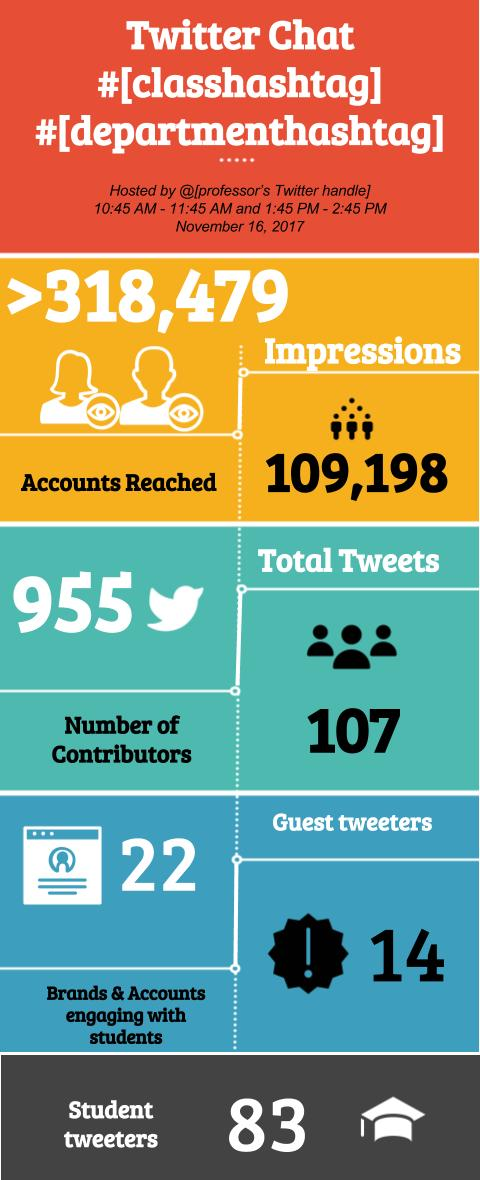 Twitter Chat
#[classhashtag]
#[departmenthashtag]
Hosted by @[professor's Twitter handle]
10:45 AM - 11:45 AM and 1:45 PM - 2:45 PM
November 16, 2017
>318,479
Impressions
Accounts Reached
109,198
Total Tweets
955
Number of
Contributors
107
Guest tweeters
22
14
Brands & Accounts
engaging with
students
Student
tweeters
83